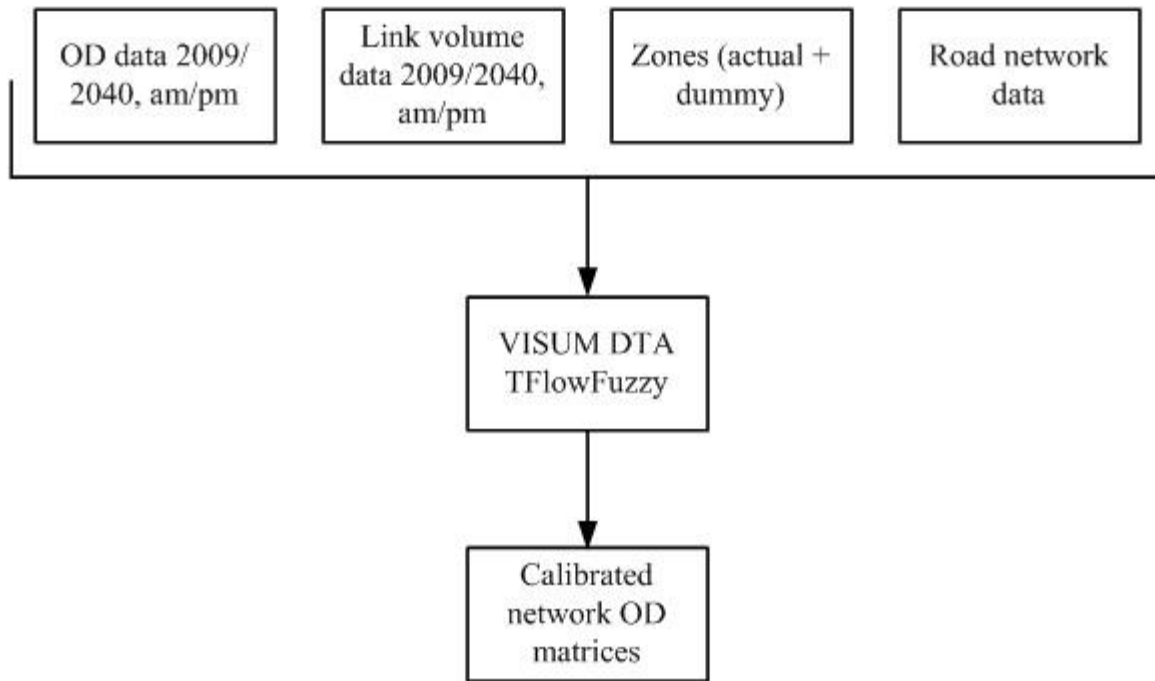 OD data 2009/
2040, am/pm
Link volume
data 2009/2040,
am/pm
Zones (actual +
dummy)
Road network
data
VISUM DTA
TFlowFuzzy
Calibrated
network OD
matrices